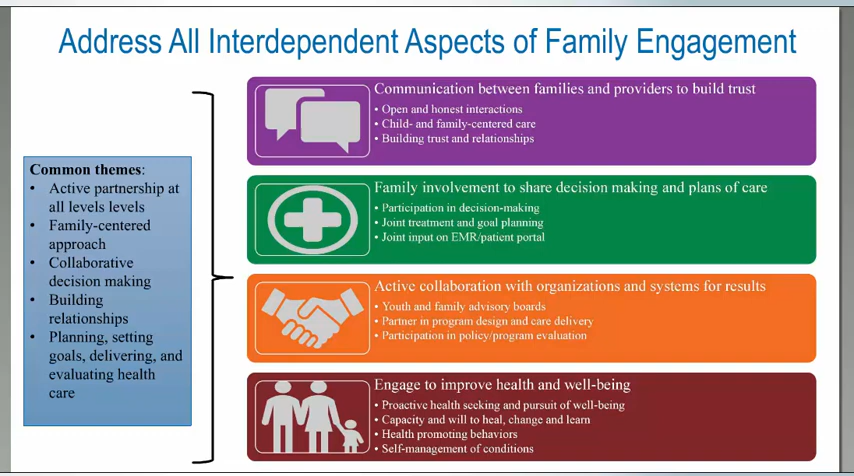 Address All Interdependent Aspects of Family Engagement
Common themes:
• Active partnership at
all levels levels
• Family-centered
approach
• Collaborative
decision making
• Building
relationships
• Planning, setting
goals, delivering, and
evaluating health
care
Communication between families and providers to build trust
• Open and honest interactions
• Child- and family-centered care
• Building trust and relationships
Family involvement to share decision making and plans of care
• Participation in decision-making
• Joint treatment and goal planning
• Joint input on EMR/patient portal
Active collaboration with organizations and systems for results
• Youth and family advisory boards
• Partner in program design and care delivery
• Participation in policy/program evaluation
Engage to improve health and well-being
• Proactive health seeking and pursuit of well-being
• Capacity and will to heal, change and learn
• Health promoting behaviors
• Self-management of conditions